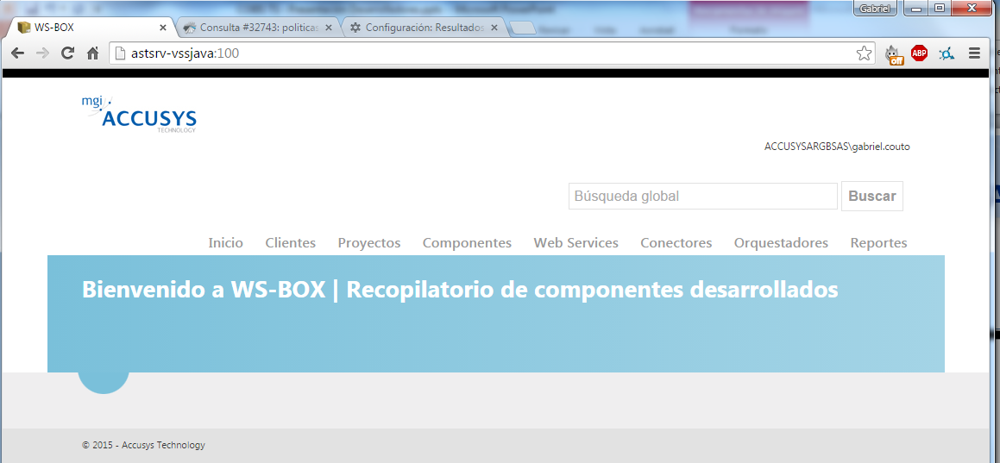 Gabriel
WS-BOX
Consulta #32743: politicas
Configuración: Resultados
astsrv-vssjava:100
off
ABP
mgi
ACCUSYS
TECHNOLOGY
ACCUSYSARGBSAS\gabriel.couto
Búsqueda global
Buscar
Inicio Clientes Proyectos Componentes Web Services Conectores Orquestadores Reportes
Bienvenido a WS-BOX | Recopilatorio de componentes desarrollados
© 2015 - Accusys Technology